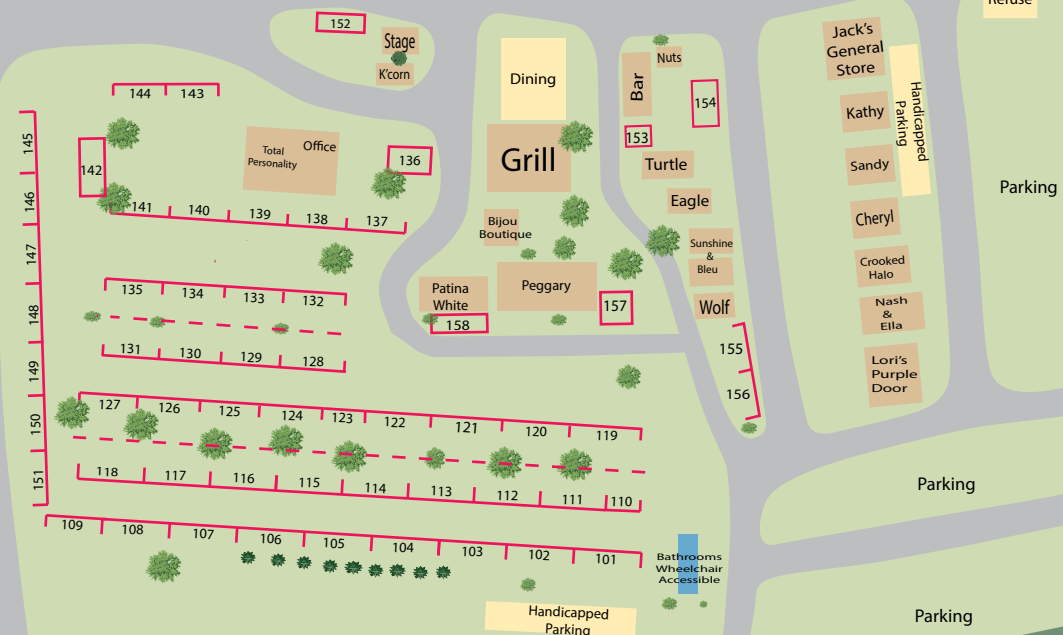 Refuse
152
Stage
K'corn
Jack's
General
Store
Handicapped
Parking
Dining
Nuts
Bar
154
153
144
143
145
142
Total
Personality
Office
136
Grill
Turtle
Kathy
Sandy
Parking
146
141
140
139
138
137
Eagle
Bijou
Boutique
Cheryl
147
Sunshine
&
Bleu
Crooked
Halo
135
134
133
132
Patina
White
Peggary
157
Wolf
Nash
&
Ella
148
158
131
130
129
128
155
156
Lori's
Purple
Door
149
150
127
126
125
124
123
122
121
120
119
151
118
117
116
115
114
113
112
111
110
Parking
109
108
107
106
105
104
103
102
101
Bathrooms
Wheelchair
Accessible
Handicapped
Parking
Parking